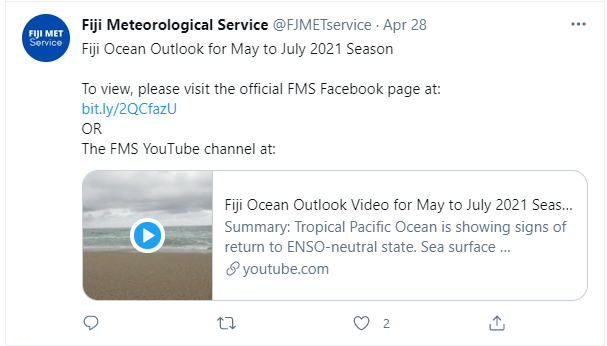 FIJI MET
Service
Fiji Meteorological Service @FJMETservice · Apr 28
Fiji Ocean Outlook for May to July 2021 Season
To view, please visit the official FMS Facebook page at:
bit.ly/2QCfazU
OR
The FMS YouTube channel at:
Fiji Ocean Outlook Video for May to July 2021 Seas...
Summary: Tropical Pacific Ocean is showing signs of
return to ENSO-neutral state. Sea surface ...
youtube.com
2